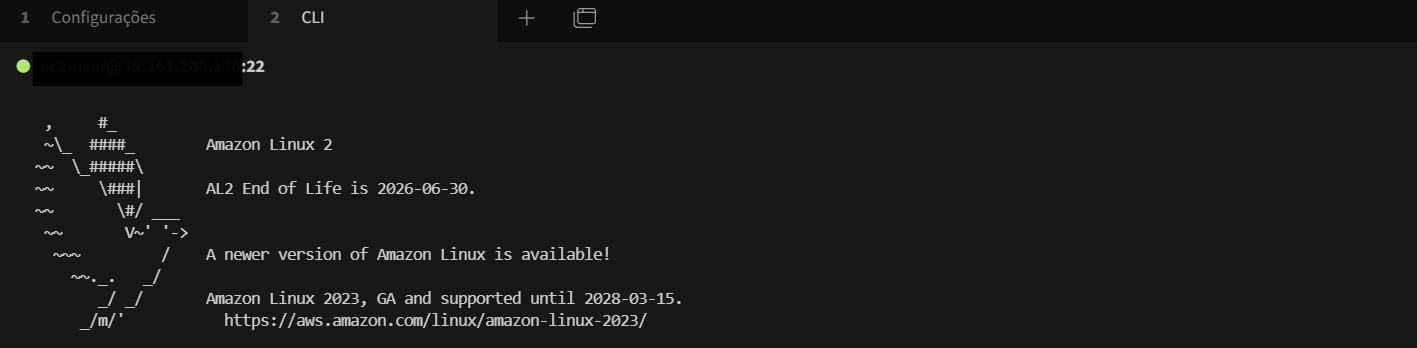 1 Configurações 2 CLI
:22
, #_
~\_ ####_ Amazon Linux 2
~~ \_#####\
~~ \###| AL2 End of Life is 2026-06-30.
~~ \#/ ___
~~ V~' '->
~~~ / A newer version of Amazon Linux is available!
~~._. _/
_/ _/ Amazon Linux 2023, GA and supported until 2028-03-15.
_/m/' https://aws.amazon.com/linux/amazon-linux-2023/